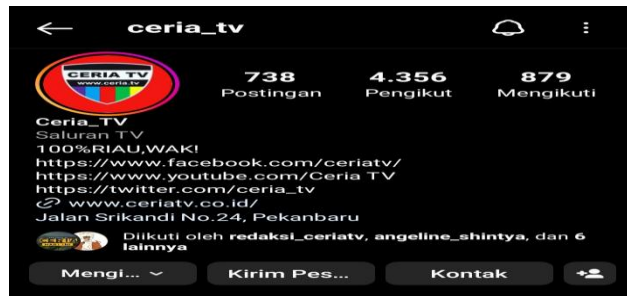 ceria_tv
CERIA TV
www.ceria.tv
738 4.356 879
Postingan Pengikut Mengikuti
Ceria_TV
Saluran TV
100%RIAU,WAK!
https://www.facebook.com/ceriatv/
https://www.youtube.com/Ceria TV
https://twitter.com/ceria_tv
www.ceriatv.co.id/
Jalan Srikandi No.24, Pekanbaru
Diikuti oleh redaksi_ceriatv, angeline_shintya, dan 6
lainnya
Mengi... Kirim Pes... Kontak